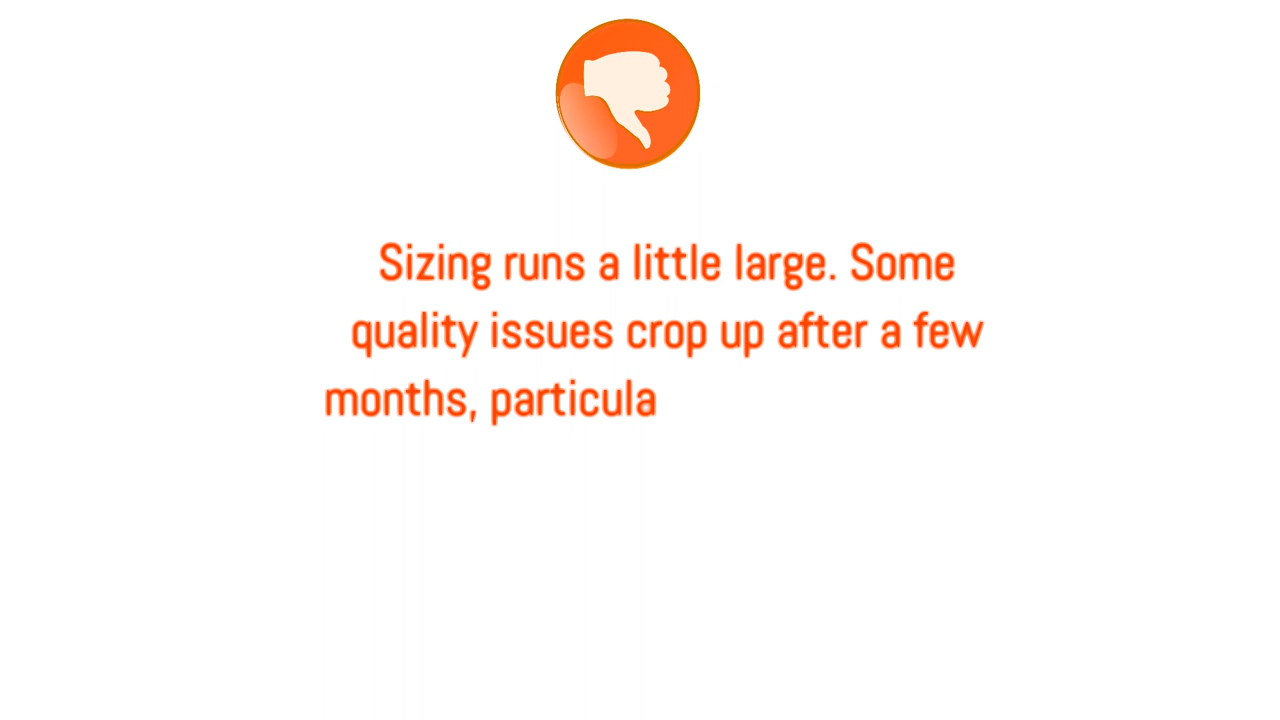 Sizing runs a little large. Some
quality issues crop up after a few
months, particula